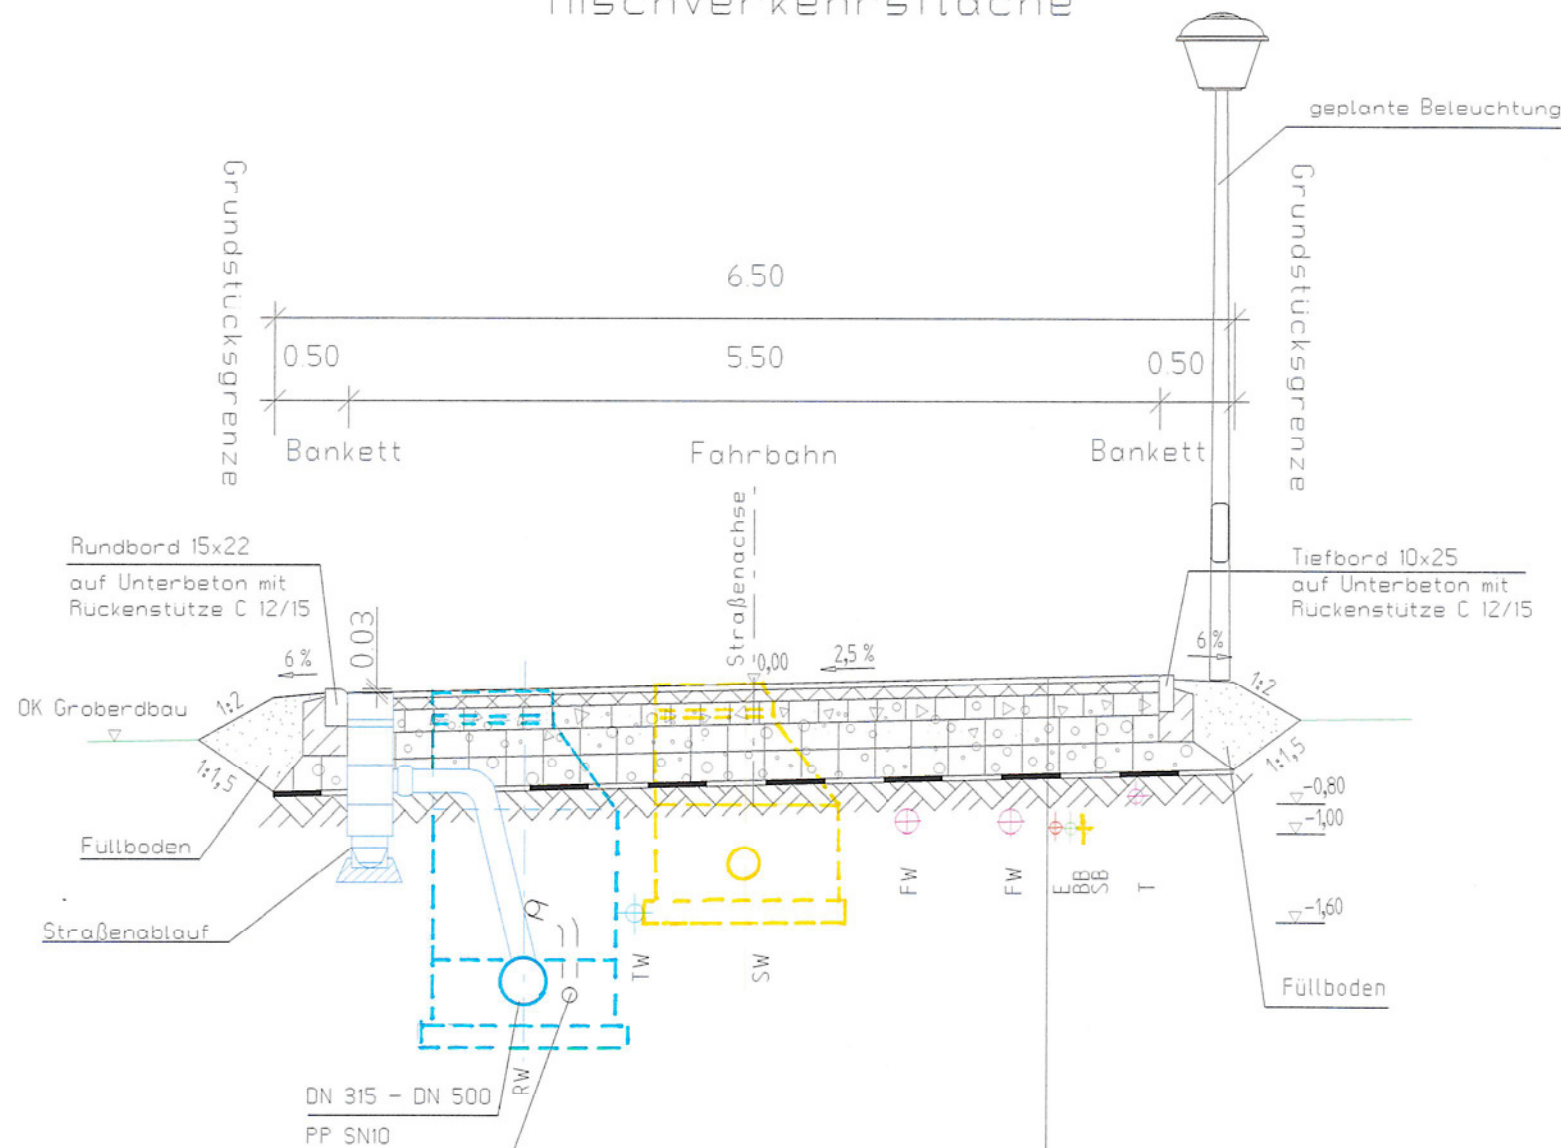 Mischverkehrsfläche
geplante Beleuchtung
Grundstücksgrenze
Grundstücksgrenze
6.50
0.50
5.50
0.50
Bankett
Fahrbahn
Bankett
Straßenachse
Rundbord 15x22
auf Unterbeton mit
Rückenstütze C 12/15
Tiefbord 10x25
auf Unterbeton mit
Rückenstütze C 12/15
0.03
6%
0,00
2,5%
6%
1:2
1:2
OK Groberdbau
1:1,5
1:1,5
-0,80
-1,00
Füllboden
FW
FW
E
BB
SB
T
-1,60
Straßenablauf
TW
SW
Füllboden
RW
DN 315 - DN 500
PP SN10